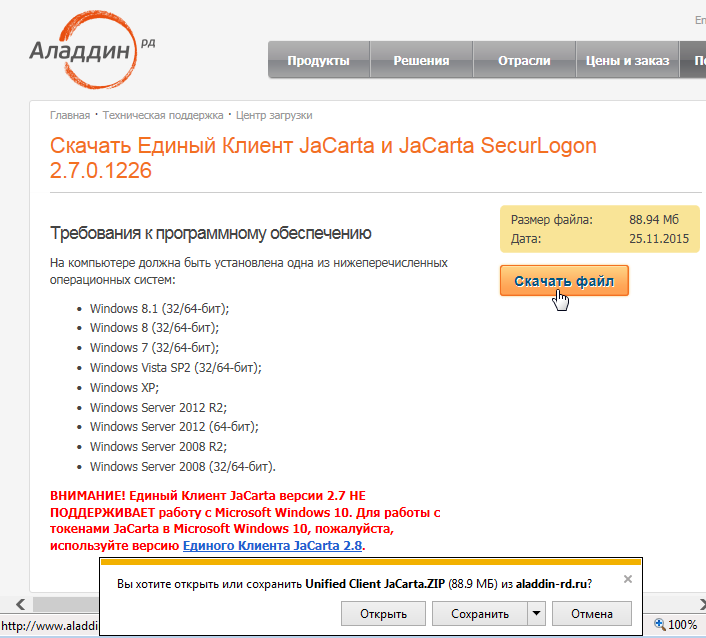 En
Аладдин РД
Продукты Решения Отрасли Цены и заказ П
Главная · Техническая поддержка · Центр загрузки
Скачать Единый Клиент JaCarta и JaCarta SecurLogon
2.7.0.1226
Размер файла: 88.94 Мб
Дата: 25.11.2015
Скачать файл
Требования к программному обеспечению
На компьютере должна быть установлена одна из нижеперечисленных
операционных систем:
• Windows 8.1 (32/64-бит);
• Windows 8 (32/64-бит);
• Windows 7 (32/64-бит);
• Windows Vista SP2 (32/64-бит);
• Windows XP;
• Windows Server 2012 R2;
• Windows Server 2012 (64-бит);
• Windows Server 2008 R2;
• Windows Server 2008 (32/64-бит).
ВНИМАНИЕ! Единый Клиент JaCarta версии 2.7 НЕ
ПОДДЕРЖИВАЕТ работу с Microsoft Windows 10. Для работы с
токенами JaCarta в Microsoft Windows 10, пожалуйста,
используйте версию Единого Клиента JaCarta 2.8.
Вы хотите открыть или сохранить Unified Client JaCarta.ZIP (88.9 МБ) из aladdin-rd.ru?
Открыть Сохранить Отмена
http://www.aladdi
100%